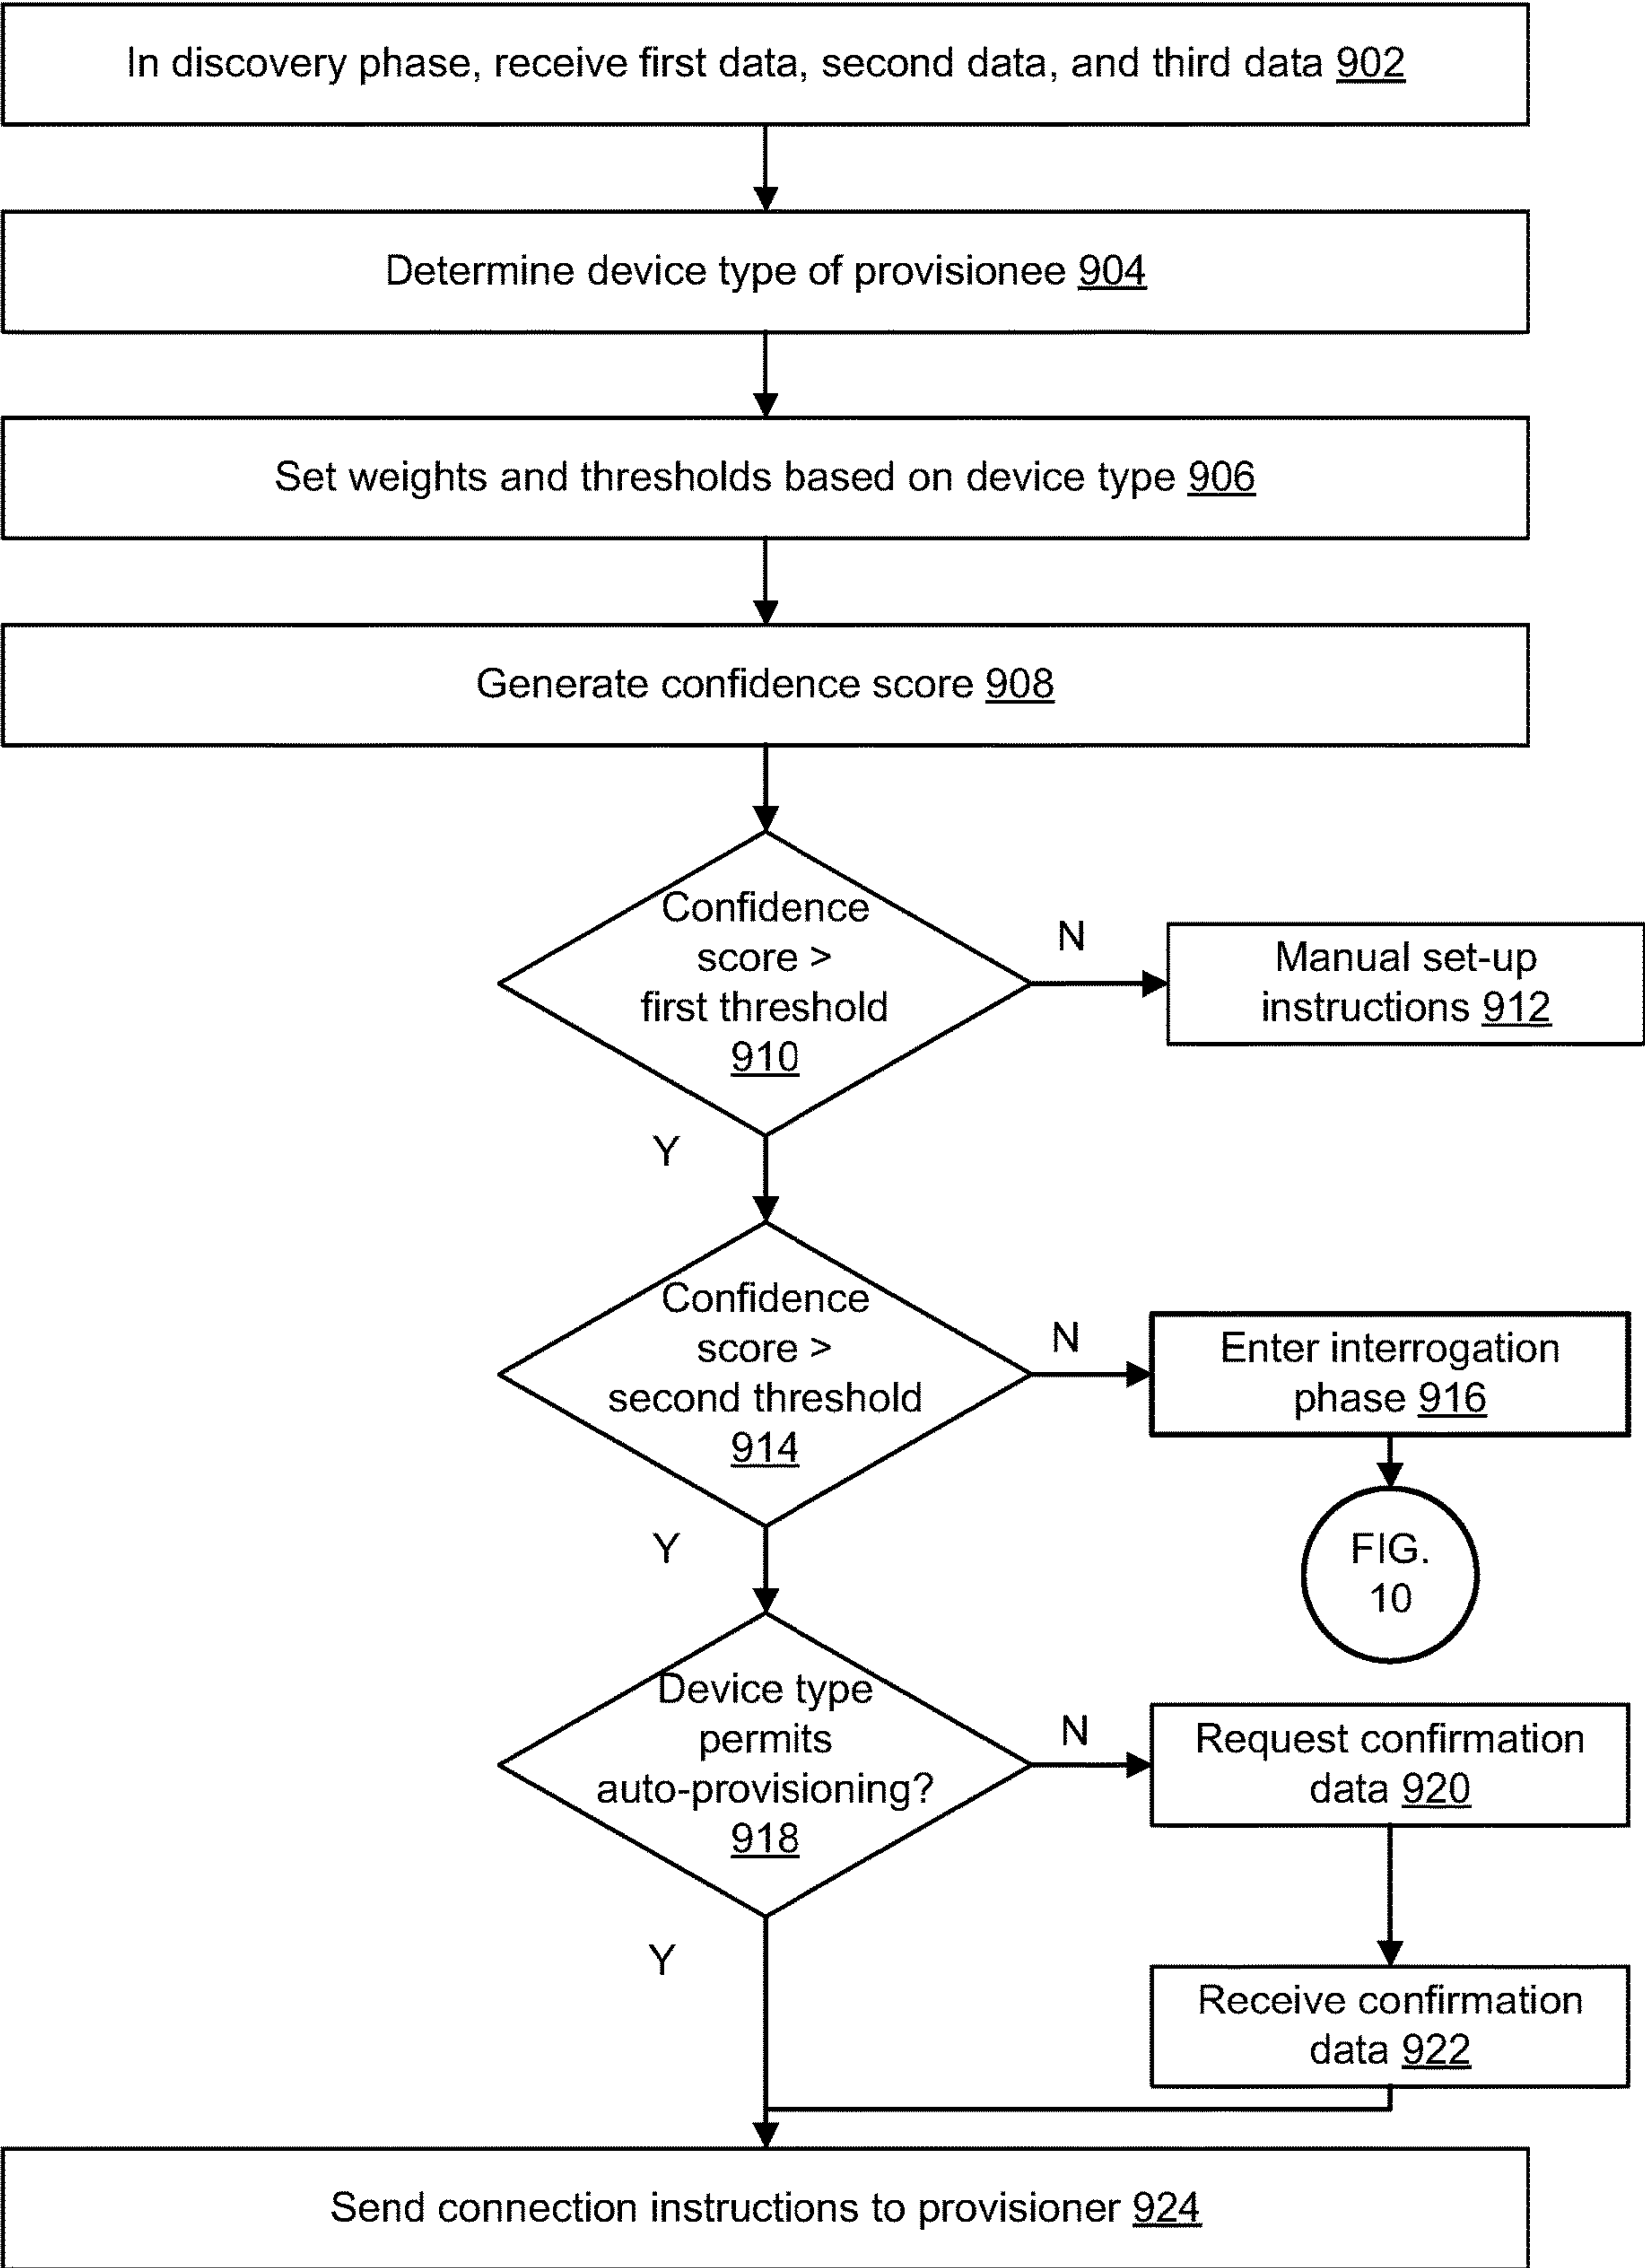 In discovery phase, receive first data, second data, and third data 902
Determine device type of provisionee 904
Set weights and thresholds based on device type 906
Generate confidence score 908
Confidence
score >
first threshold
910
N
Manual set-up
instructions 912
Y
Confidence
score >
second threshold
914
N
Enter interrogation
phase 916
FIG.
10
Y
Device type
permits
auto-provisioning?
918
N
Request confirmation
data 920
Y
Receive confirmation
data 922
Send connection instructions to provisioner 924